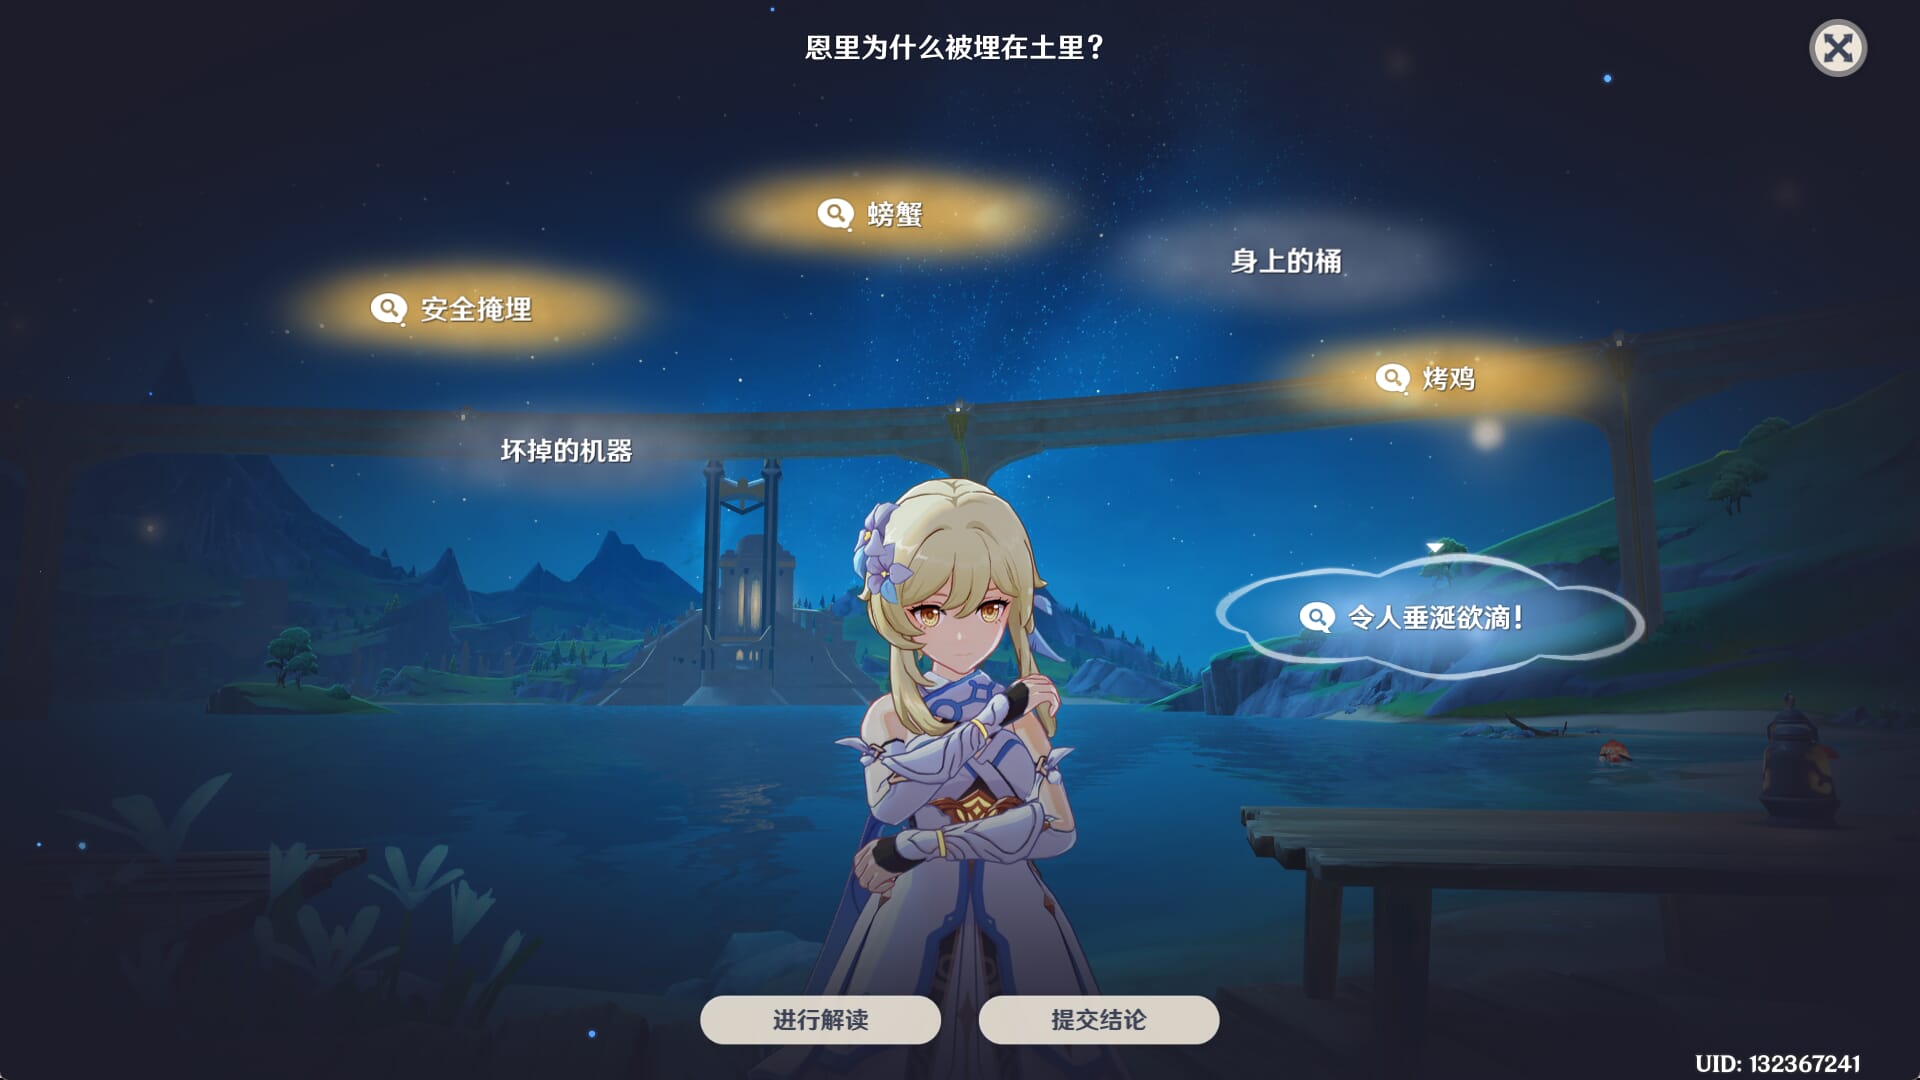 恩里为什么被埋在土里？
螃蟹
身上的桶
安全掩埋
烤鸡
坏掉的机器
令人垂涎欲滴！
进行解读
提交结论
UID: 132367241